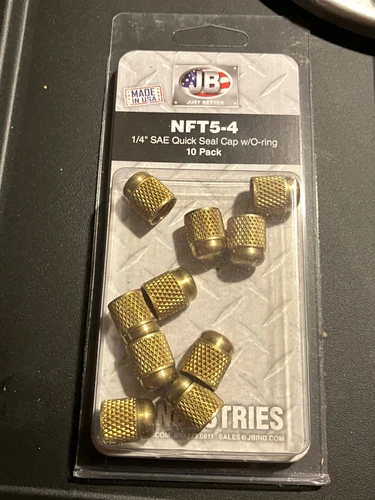 JB
JUST BETTER
MADE IN USA
NFT5-4
1/4" SAE Quick Seal Cap w/O-ring
10 Pack
SALES@JBIND.COM